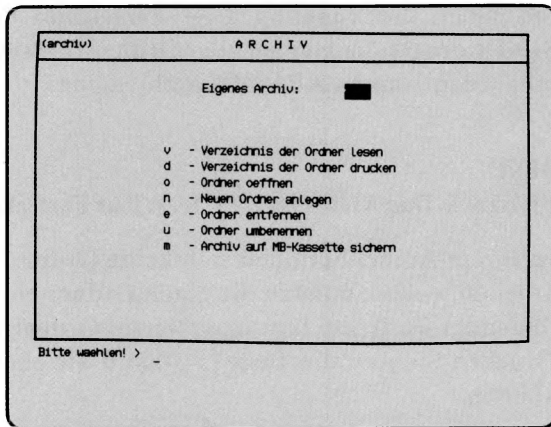 (archiv) A R C H I V
Eigenes Archiv:
v - Verzeichnis der Ordner lesen
d - Verzeichnis der Ordner drucken
o - Ordner oeffnen
n - Neuen Ordner anlegen
e - Ordner entfernen
u - Ordner umbenennen
m - Archiv auf MB-Kassette sichern
Bitte waehlen! > _